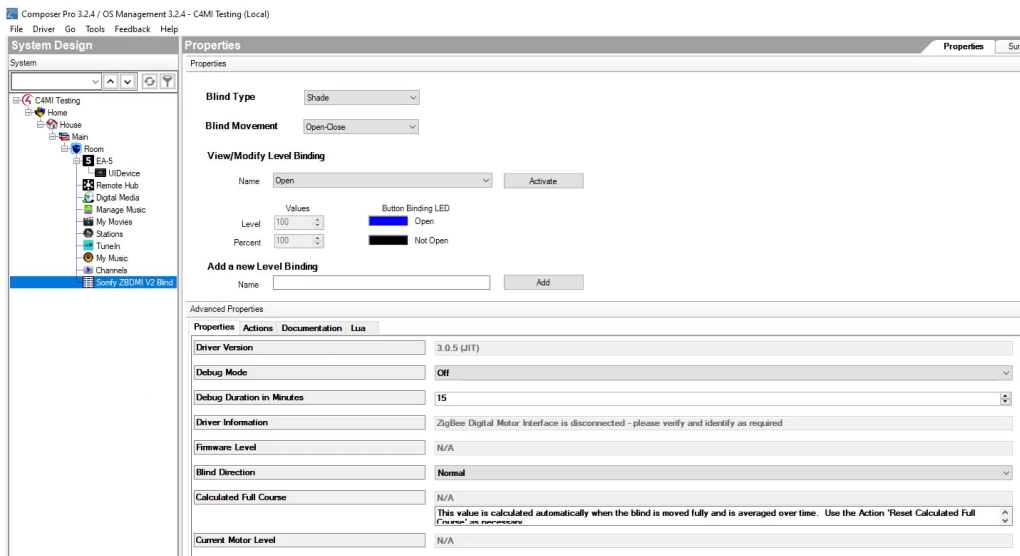 Composer Pro 3.2.4 / OS Management 3.2.4 - C4MI Testing (Local)
File Driver Go Tools Feedback Help
System Design
Properties
Properties
Sur
System
Properties
C4MI Testing
Home
House
Main
Room
EA-5
UIDevice
Remote Hub
Digital Media
Manage Music
My Movies
Stations
TuneIn
My Music
Channels
Somfy ZBDMI V2 Blind
Blind Type
Shade
Blind Movement
Open-Close
View/Modify Level Binding
Name
Open
Activate
Values
Button Binding LED
Level
100
Open
Percent
100
Not Open
Add a new Level Binding
Name
Add
Advanced Properties
Properties Actions Documentation Lua
Driver Version
3.0.5 (JIT)
Debug Mode
Off
Debug Duration in Minutes
15
Driver Information
ZigBee Digital Motor Interface is disconnected - please verify and identify as required
Firmware Level
N/A
Blind Direction
Normal
Calculated Full Course
N/A
This value is calculated automatically when the blind is moved fully and is averaged over time. Use the Action 'Reset Calculated Full
Course' as necessary
Current Motor Level
N/A